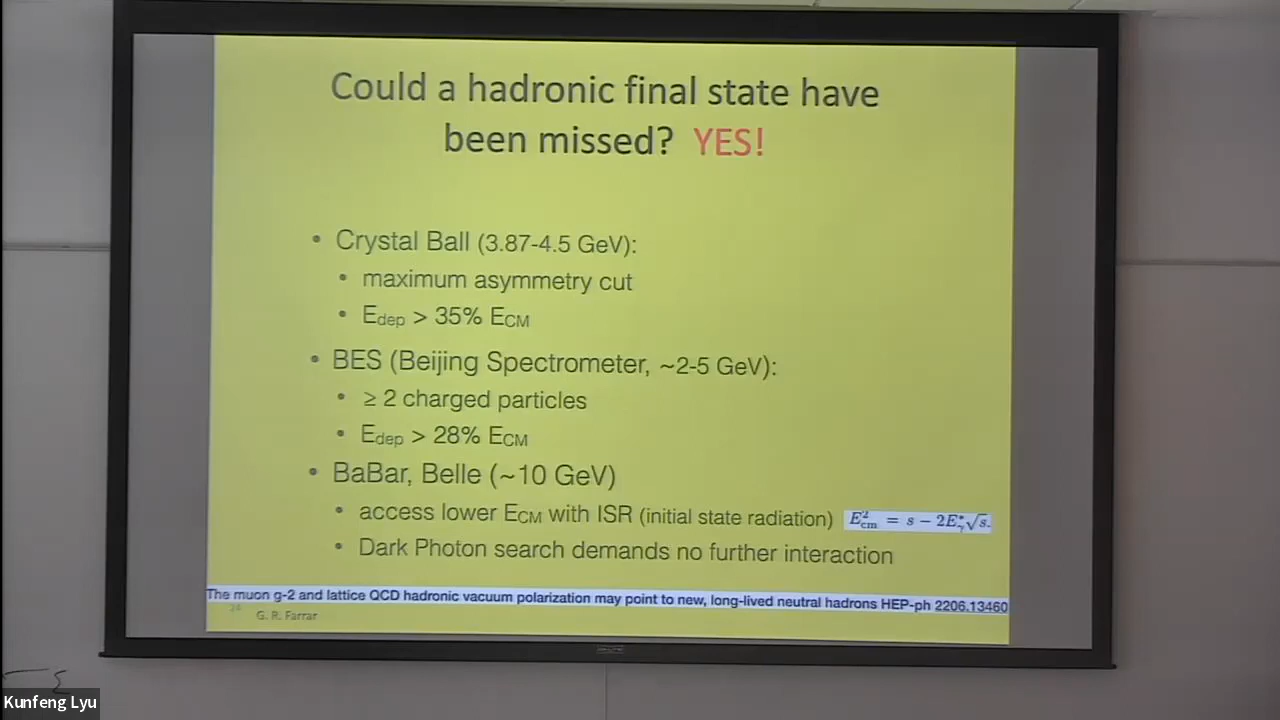 Could a hadronic final state have
been missed? YES!
• Crystal Ball (3.87-4.5 GeV):
• maximum asymmetry cut
• Edep > 35% ECM
• BES (Beijing Spectrometer, ~2-5 GeV):
• ≥ 2 charged particles
• Edep > 28% ECM
• BaBar, Belle (~10 GeV)
• access lower ECM with ISR (initial state radiation) E²cm = s − 2E*γ√s.
• Dark Photon search demands no further interaction
The muon g-2 and lattice QCD hadronic vacuum polarization may point to new, long-lived neutral hadrons HEP-ph 2206.13460
G. R. Farrar
Kunfeng Lyu